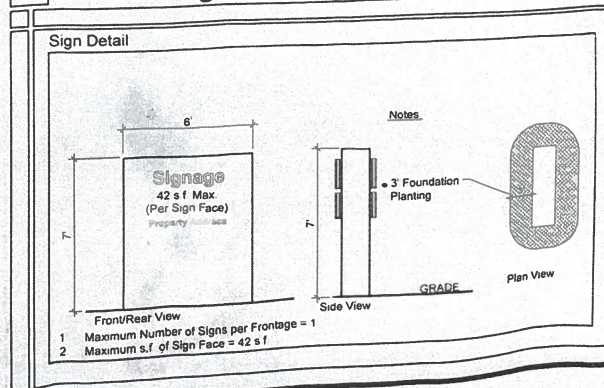 Sign Detail
6'
7'
Signage
42 s f Max.
(Per Sign Face)
Property Address
Front/Rear View
Notes
• 3' Foundation
Planting
7'
GRADE
Side View
3'
Plan View
1 Maximum Number of Signs per Frontage = 1
2 Maximum s.f of Sign Face = 42 s f